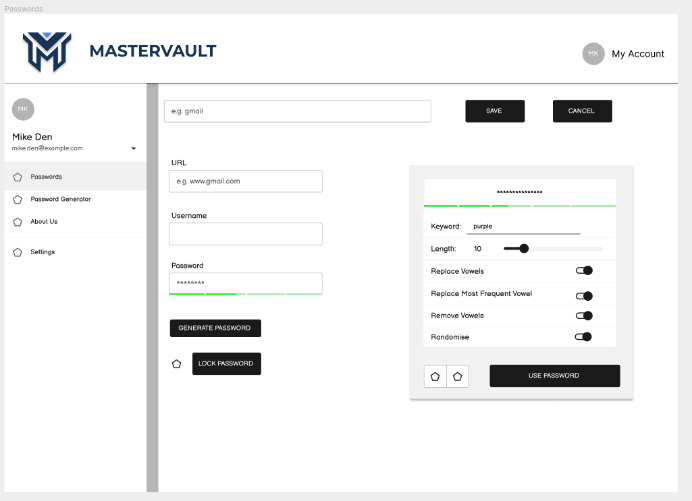 Passwords
MASTERVAULT
MK
My Account
MK
Mike Den
mike.den@example.com
Passwords
Password Generator
About Us
Settings
e.g. gmail
SAVE
CANCEL
URL
e.g. www.gmail.com
Username
Password
********
GENERATE PASSWORD
LOCK PASSWORD
***************
Keyword: purple
Length: 10
Replace Vowels
Replace Most Frequent Vowel
Remove Vowels
Randomise
USE PASSWORD